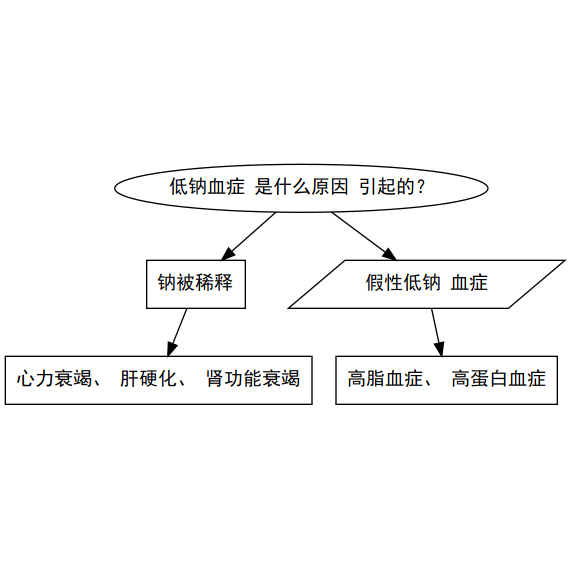 低钠血症 是什么原因 引起的？
钠被稀释
假性低钠 血症
心力衰竭、 肝硬化、 肾功能衰竭
高脂血症、 高蛋白血症